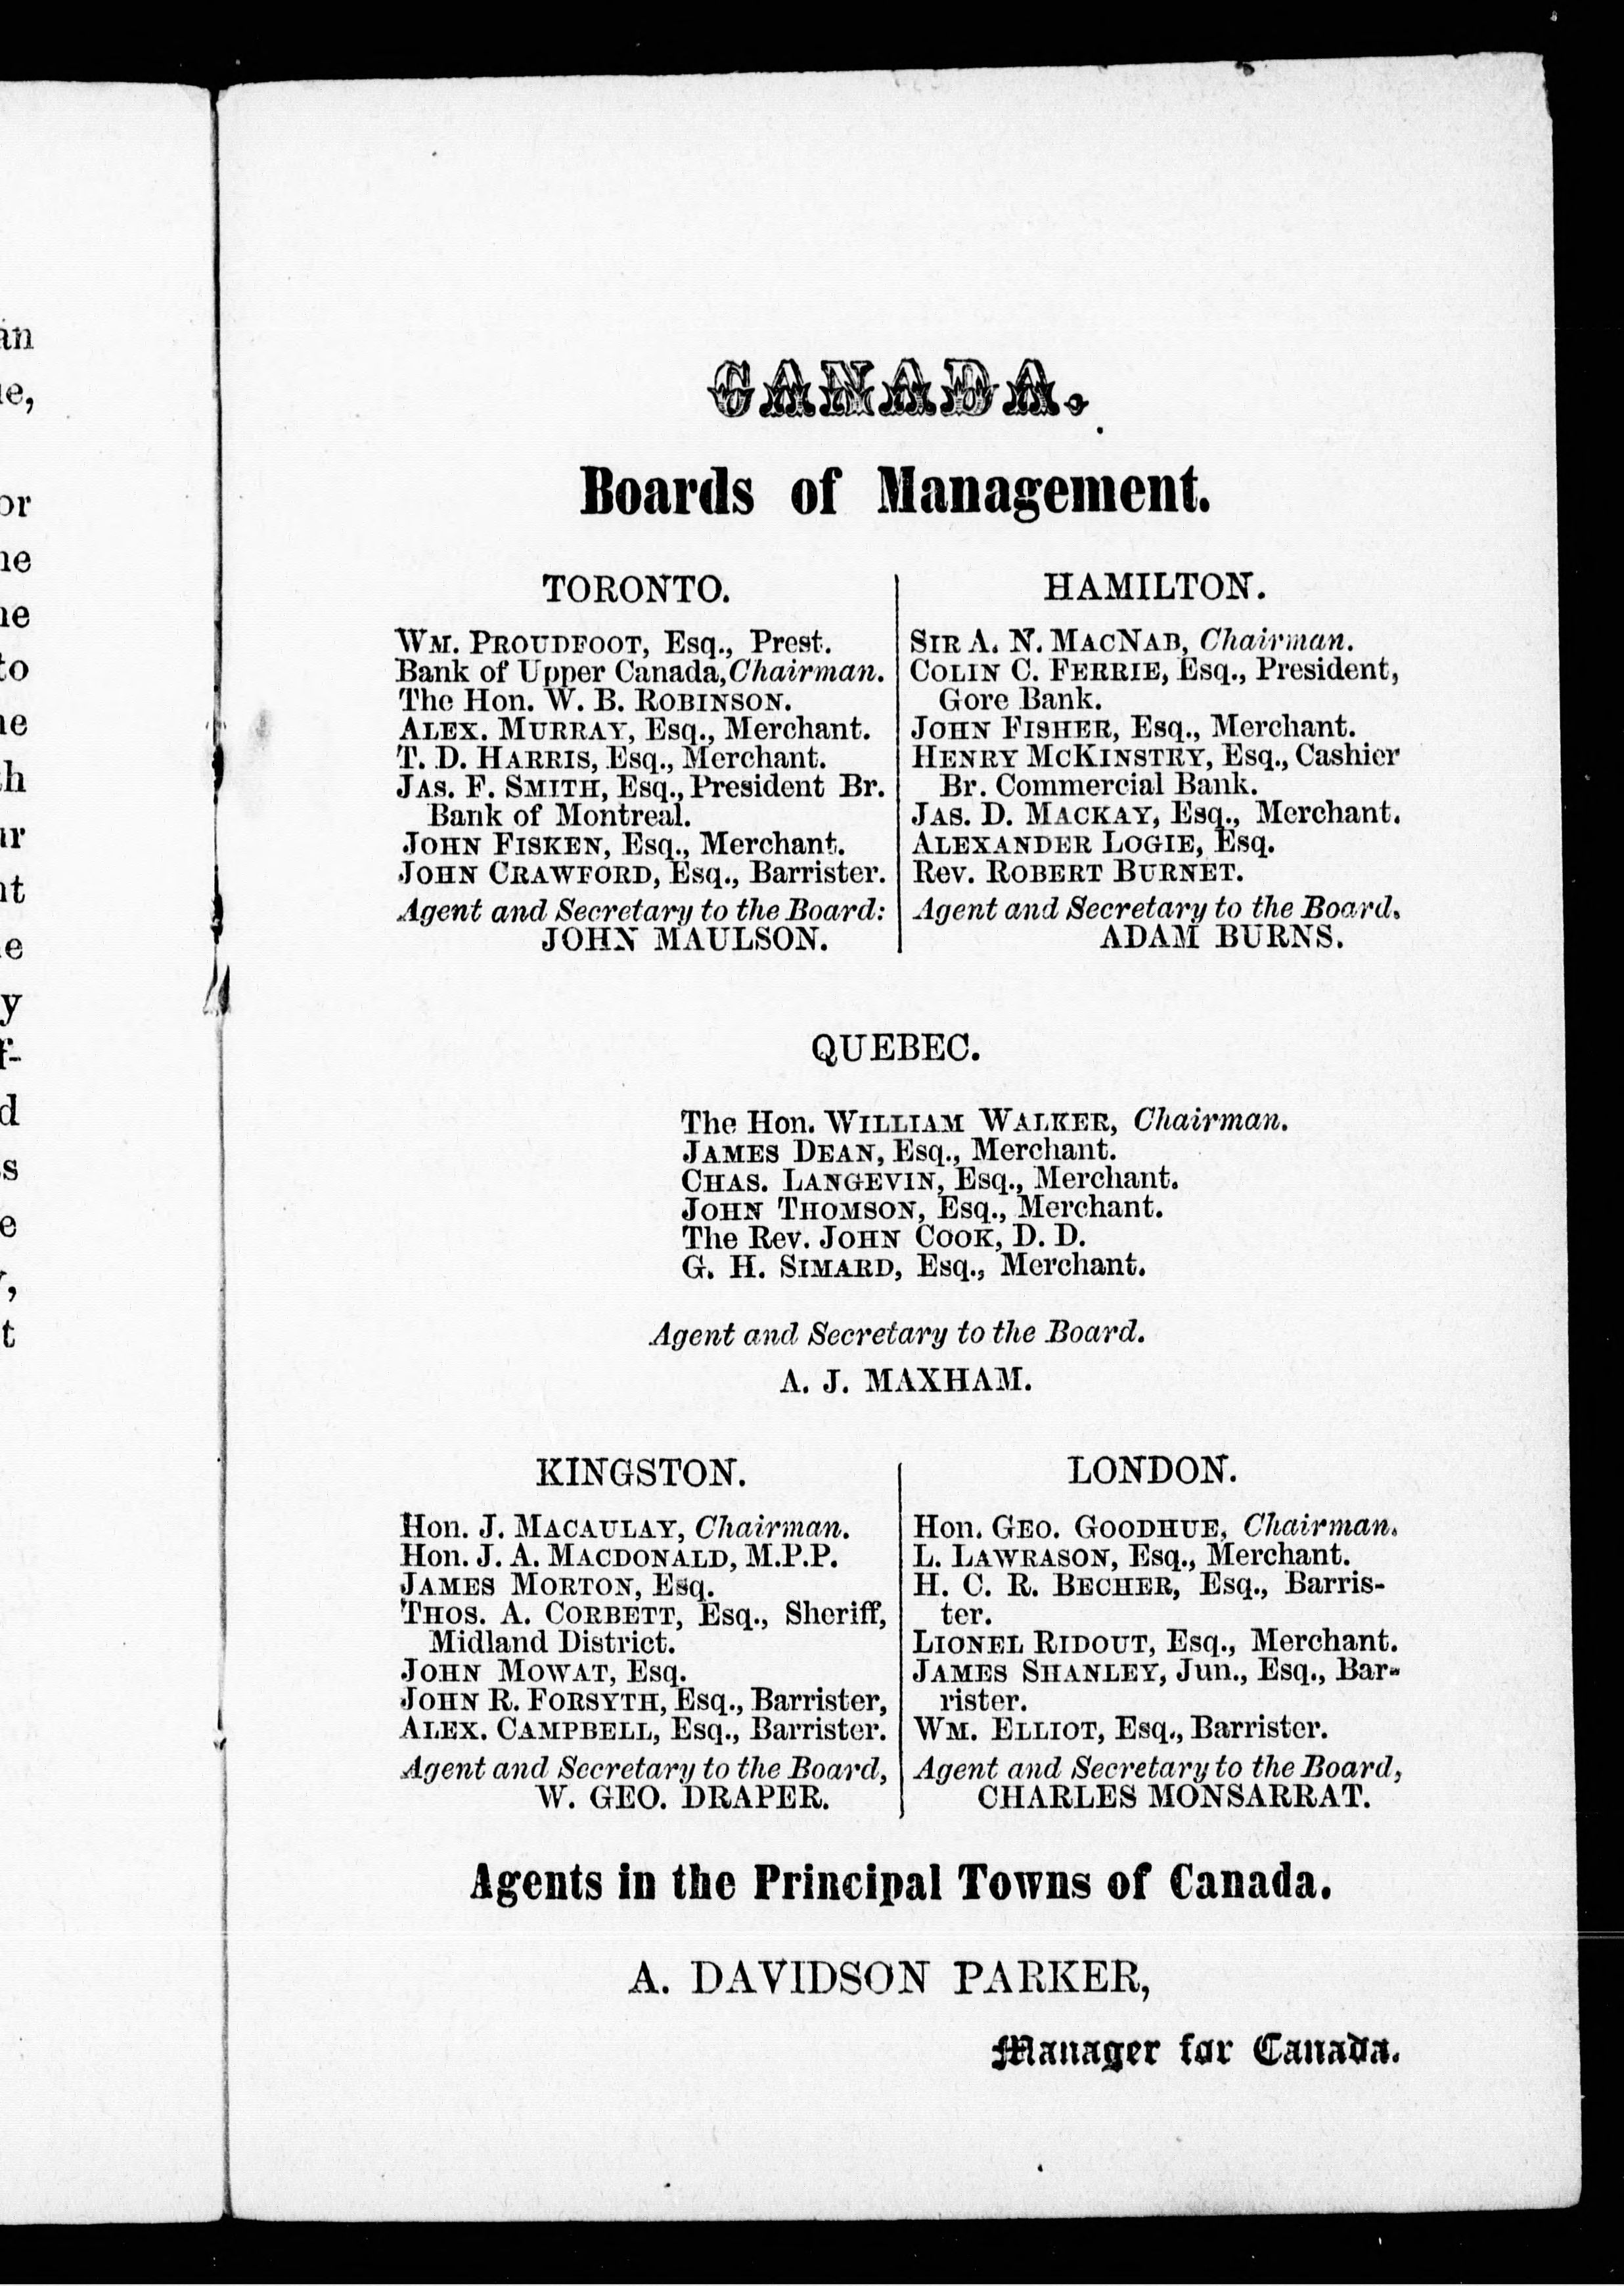 CANADA.
Boards of Management.
TORONTO.
WM. PROUDFOOT, Esq., Prest.
Bank of Upper Canada, Chairman.
The Hon. W. B. ROBINSON.
ALEX. MURRAY, Esq., Merchant.
T. D. HARRIS, Esq., Merchant.
JAS. F. SMITH, Esq., President Br.
Bank of Montreal.
JOHN FISKEN, Esq., Merchant.
JOHN CRAWFORD, Esq., Barrister.
Agent and Secretary to the Board:
JOHN MAULSON.
HAMILTON.
SIR A. N. MACNAB, Chairman.
COLIN C. FERRIE, Esq., President,
Gore Bank.
JOHN FISHER, Esq., Merchant.
HENRY MCKINSTRY, Esq., Cashier
Br. Commercial Bank.
JAS. D. MACKAY, Esq., Merchant.
ALEXANDER LOGIE, Esq.
Rev. ROBERT BURNET.
Agent and Secretary to the Board.
ADAM BURNS.
QUEBEC.
The Hon. WILLIAM WALKER, Chairman.
JAMES DEAN, Esq., Merchant.
CHAS. LANGEVIN, Esq., Merchant.
JOHN THOMSON, Esq., Merchant.
The Rev. JOHN COOK, D. D.
G. H. SIMARD, Esq., Merchant.
Agent and Secretary to the Board.
A. J. MAXHAM.
KINGSTON.
Hon. J. MACAULAY, Chairman.
Hon. J. A. MACDONALD, M.P.P.
JAMES MORTON, Esq.
THOS. A. CORBETT, Esq., Sheriff,
Midland District.
JOHN MOWAT, Esq.
JOHN R. FORSYTH, Esq., Barrister,
ALEX. CAMPBELL, Esq., Barrister.
Agent and Secretary to the Board,
W. GEO. DRAPER.
LONDON.
Hon. GEO. GOODHUE, Chairman.
L. LAWRASON, Esq., Merchant.
H. C. R. BECHER, Esq., Barris-
ter.
LIONEL RIDOUT, Esq., Merchant.
JAMES SHANLEY, Jun., Esq., Bar-
rister.
WM. ELLIOT, Esq., Barrister.
Agent and Secretary to the Board,
CHARLES MONSARRAT.
Agents in the Principal Towns of Canada.
A. DAVIDSON PARKER,
Manager for Canada.